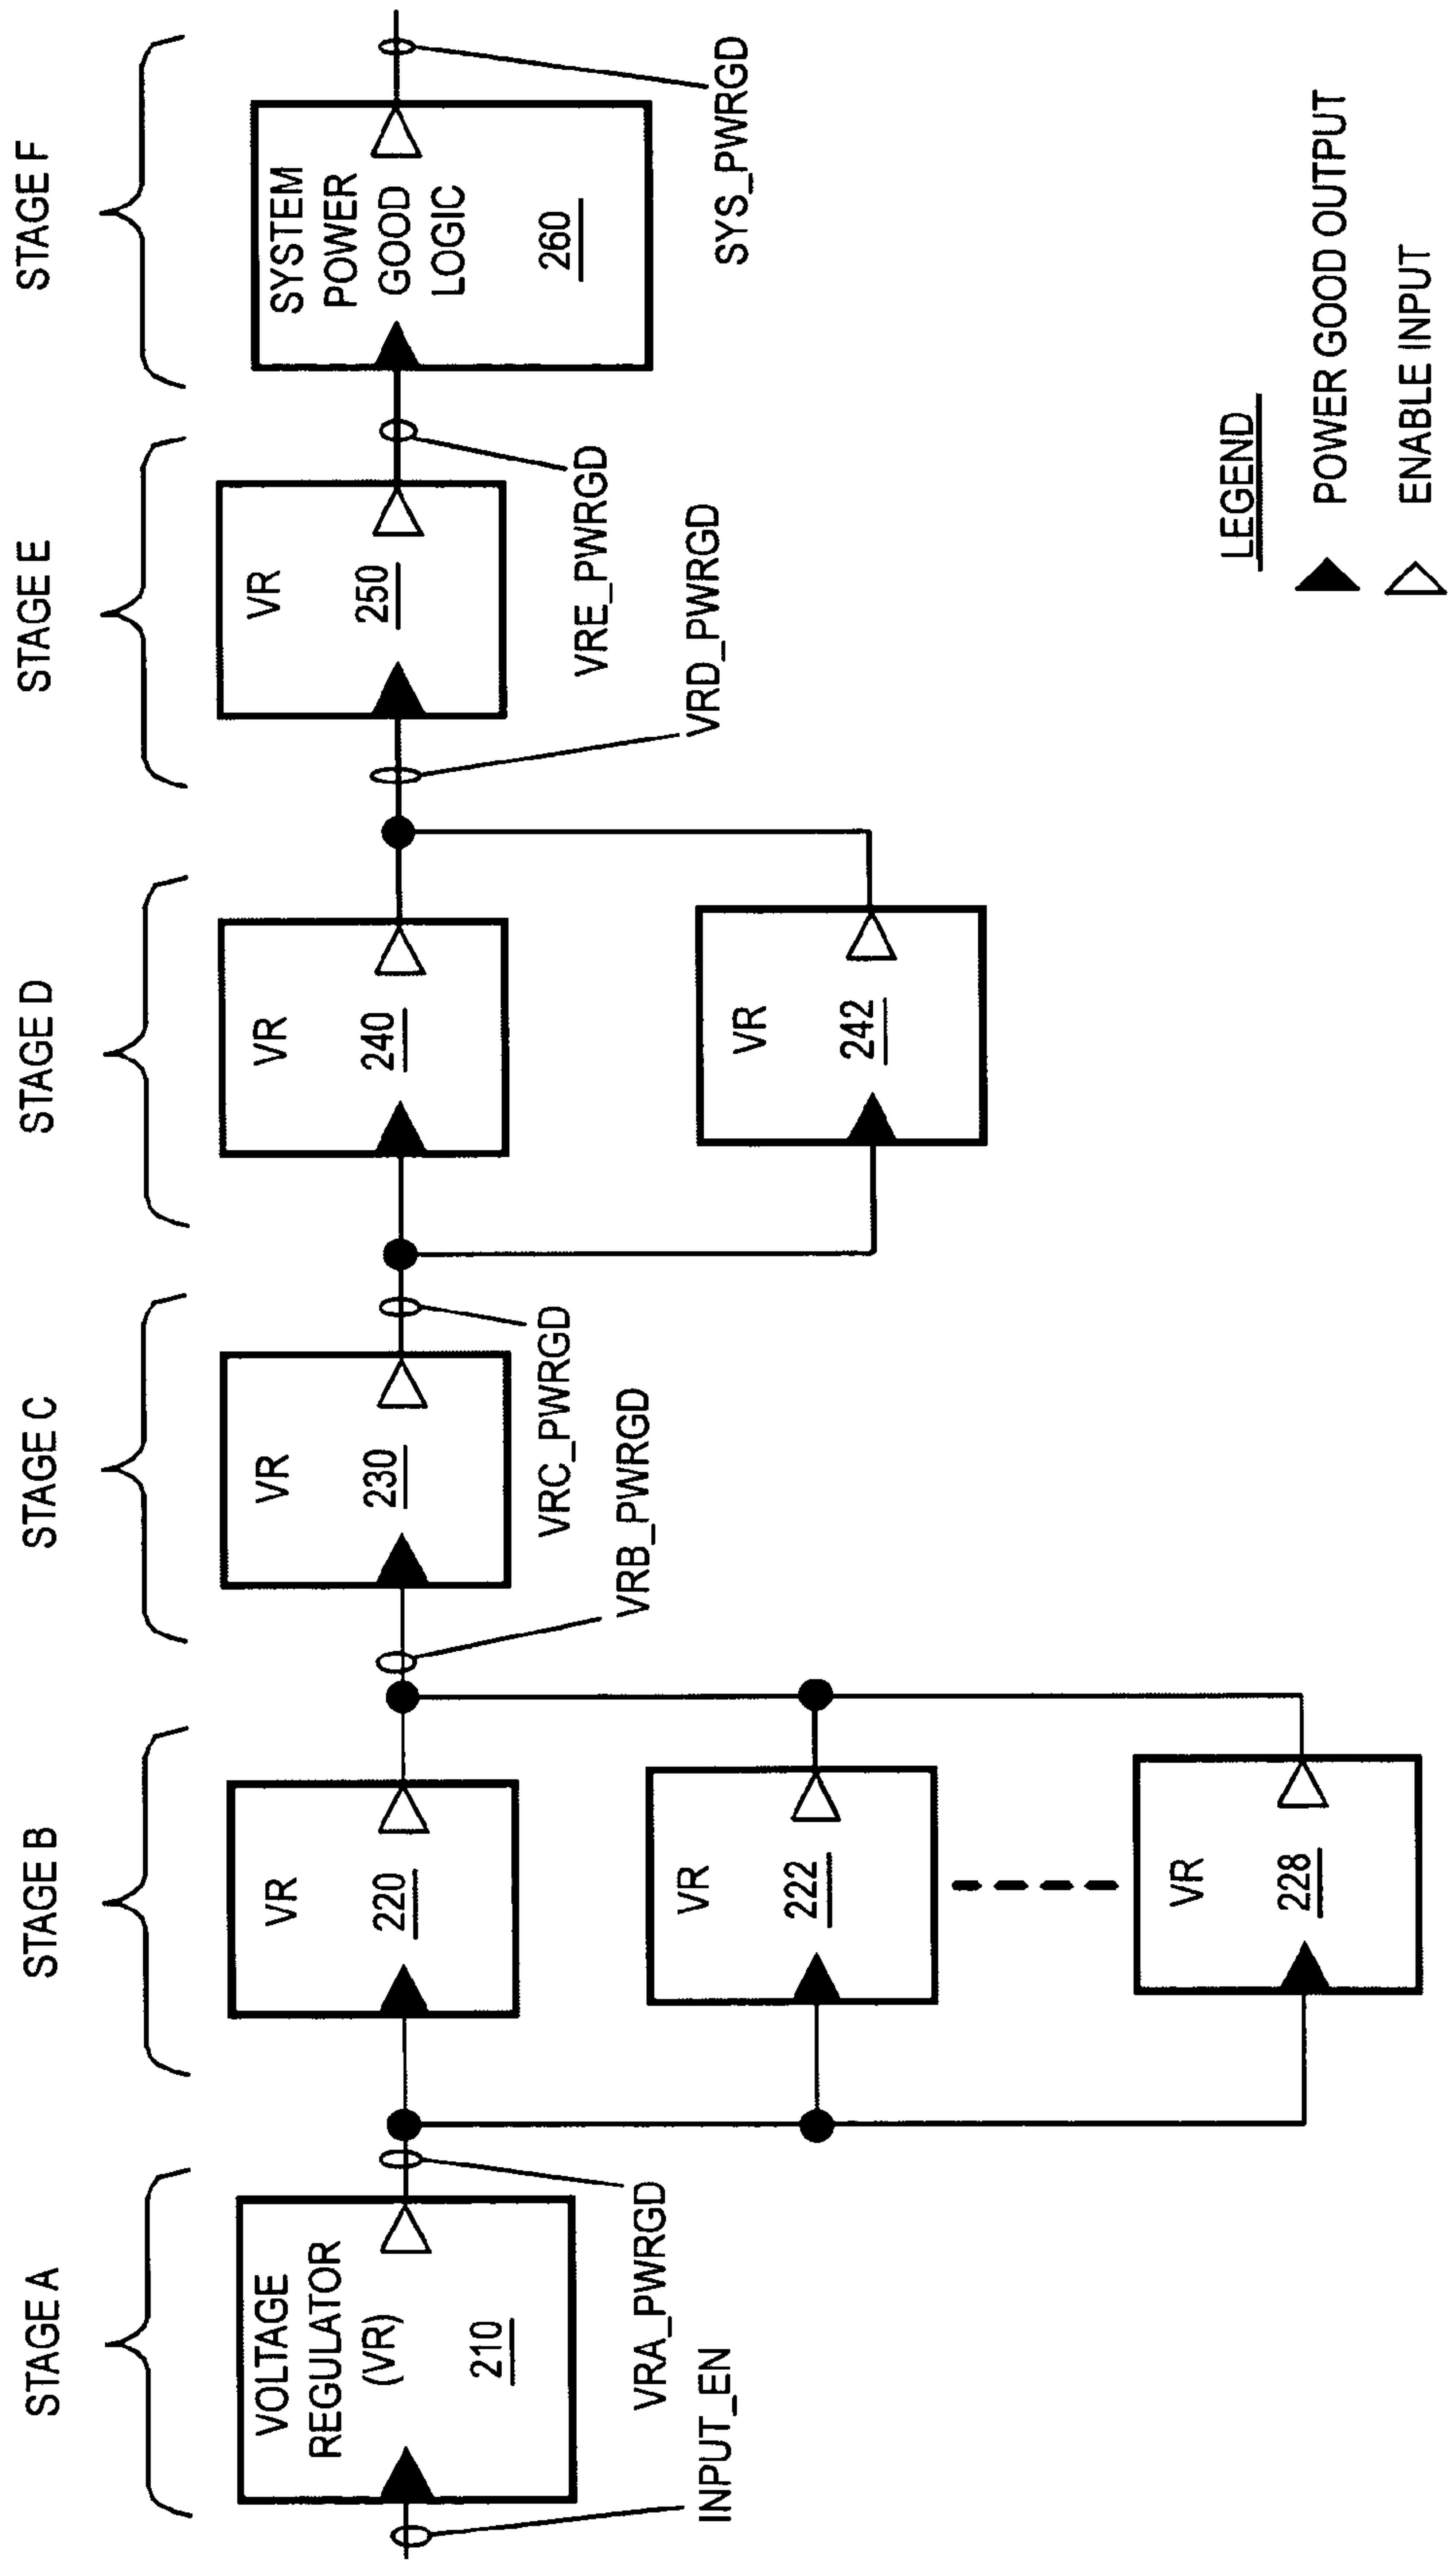 STAGE A
STAGE B
STAGE C
STAGE D
STAGE E
STAGE F
VOLTAGE
REGULATOR
(VR)
210
VR
220
VR
222
VR
228
VR
230
VR
240
VR
242
VR
250
SYSTEM
POWER
GOOD
LOGIC
260
INPUT_EN
VRA_PWRGD
VRB_PWRGD
VRC_PWRGD
VRD_PWRGD
VRE_PWRGD
SYS_PWRGD
LEGEND
POWER GOOD OUTPUT
ENABLE INPUT